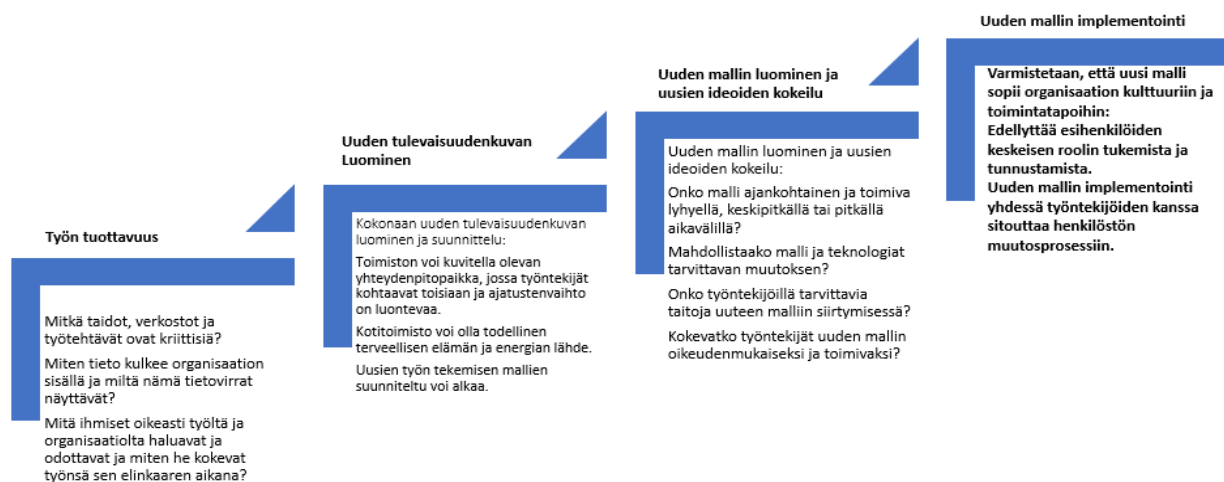 Työn tuottavuus
Mitkä taidot, verkostot ja
työtehtävät ovat kriittisiä?
Miten tieto kulkee organisaation
sisällä ja miltä nämä tietovirrat
näyttävät?
Mitä ihmiset oikeasti työltä ja
organisaatiolta haluavat ja
odottavat ja miten he kokevat
työnsä sen elinkaaren aikana?
Uuden tulevaisuudenkuvan
Luominen
Kokonaan uuden tulevaisuudenkuvan
luominen ja suunnittelu:
Toimiston voi kuvitella olevan
yhteydenpitopaikka, jossa työntekijät
kohtaavat toisiaan ja ajatustenvaihto
on luontevaa.
Kotitoimisto voi olla todellinen
terveellisen elämän ja energian lähde.
Uusien työn tekemisen mallien
suunniteltu voi alkaa.
Uuden mallin luominen ja
uusien ideoiden kokeilu
Uuden mallin luominen ja uusien
ideoiden kokeilu:
Onko malli ajankohtainen ja toimiva
lyhyellä, keskipitkällä tai pitkällä
aikavälillä?
Mahdollistaako malli ja teknologiat
tarvittavan muutoksen?
Onko työntekijöillä tarvittavia
taitoja uuteen malliin siirtymisessä?
Kokevatko työntekijät uuden mallin
oikeudenmukaiseksi ja toimivaksi?
Uuden mallin implementointi
Varmistetaan, että uusi malli
sopii organisaation kulttuuriin ja
toimintatapoihin:
Edellyttää esihenkilöiden
keskeisen roolin tukemista ja
tunnustamista.
Uuden mallin implementointi
yhdessä työntekijöiden kanssa
sitouttaa henkilöstön
muutosprosessiin.